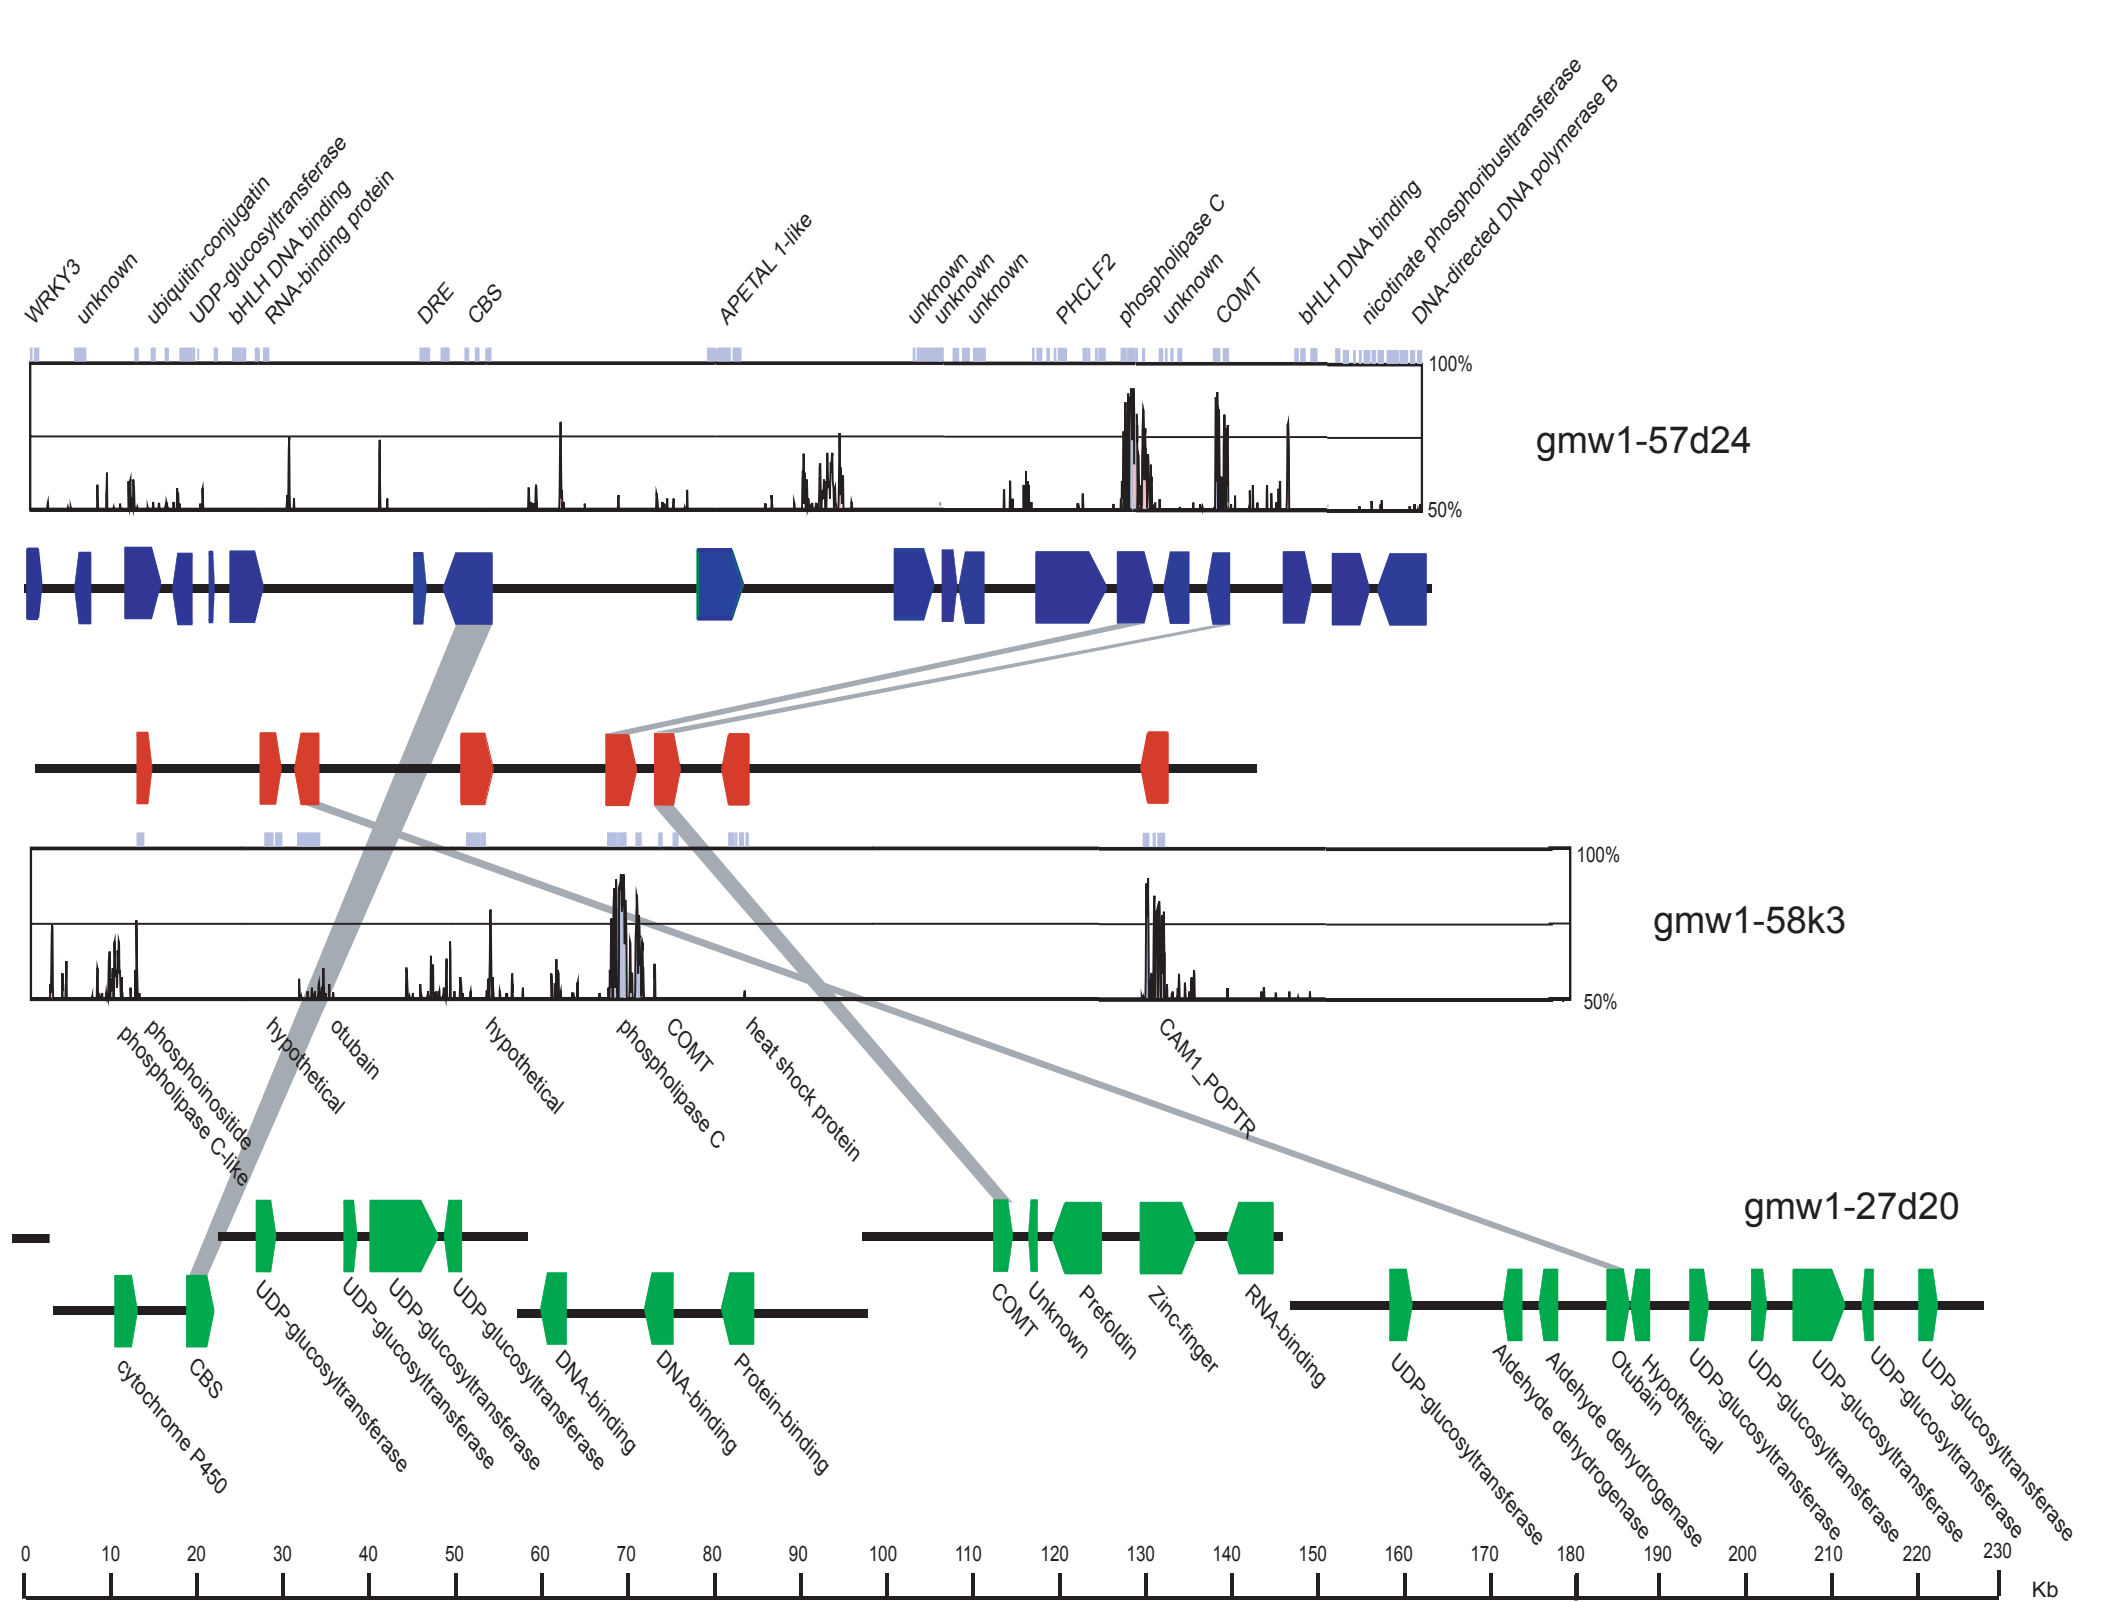 WRKY3
unknown
ubiquitin-conjugatin
UDP-glucosyltransferase
bHLH DNA binding
RNA-binding protein
DRE
CBS
APETAL 1-like
unknown
unknown
unknown
PHCLF2
phospholipase C
unknown
COMT
bHLH DNA binding
nicotinate phosphoribusltransferase
DNA-directed DNA polymerase B
100%
gmw1-57d24
50%
100%
gmw1-58k3
50%
phosphoinositide
phospholipase C-like
hypothetical
otubain
hypothetical
phospholipase C
COMT
heat shock protein
CAM1_POPTR
gmw1-27d20
cytochrome P450
CBS
UDP-glucosyltransferase
UDP-glucosyltransferase
UDP-glucosyltransferase
UDP-glucosyltransferase
DNA-binding
DNA-binding
Protein-binding
COMT
Unknown
Prefoldin
Zinc-finger
RNA-binding
UDP-glucosyltransferase
Aldehyde dehydrogenase
Aldehyde dehydrogenase
Otubain
Hypothetical
UDP-glucosyltransferase
UDP-glucosyltransferase
UDP-glucosyltransferase
UDP-glucosyltransferase
UDP-glucosyltransferase
0 10 20 30 40 50 60 70 80 90 100 110 120 130 140 150 160 170 180 190 200 210 220 230
Kb